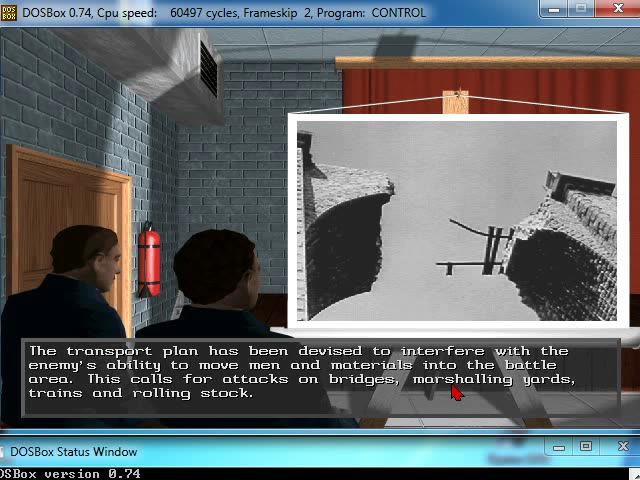 DOSBox 0.74, Cpu speed: 60497 cycles, Frameskip 2, Program: CONTROL
The transport plan has been devised to interfere with the
enemy's ability to move men and materials into the battle
area. This calls for attacks on bridges, marshalling yards,
trains and rolling stock.
DOSBox Status Window
OSBox version 0.74